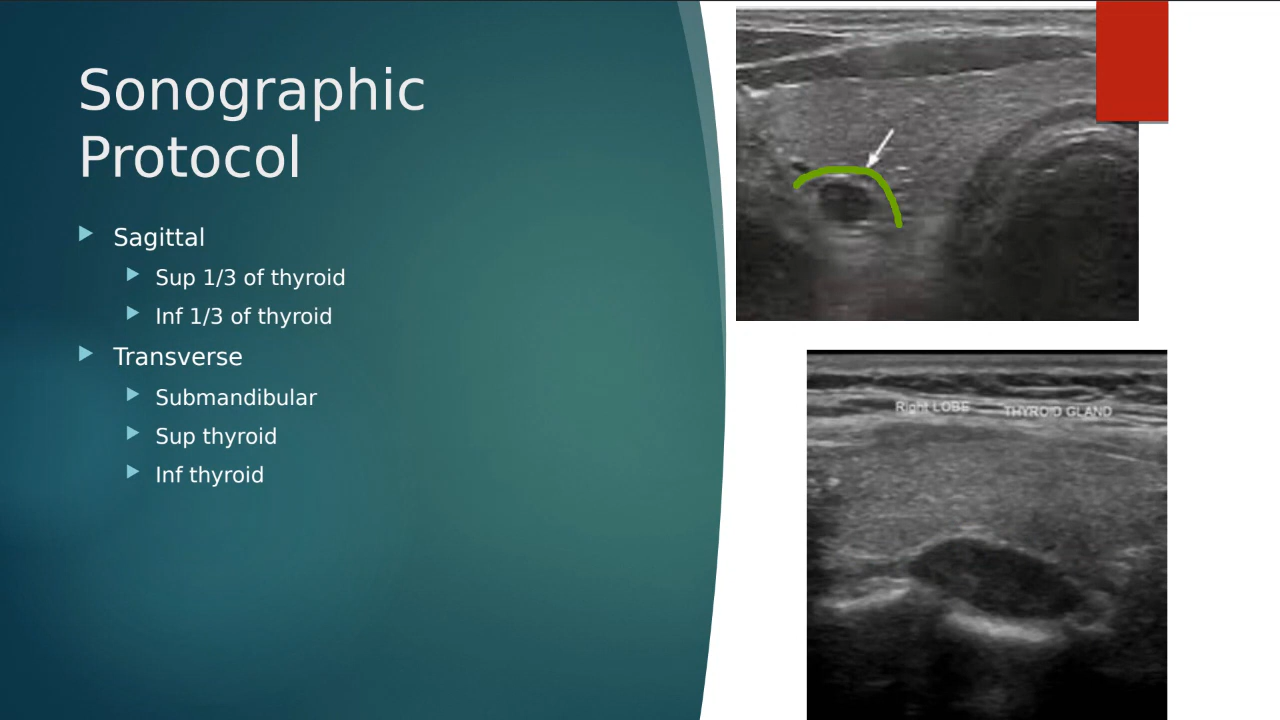 Sonographic
Protocol
Sagittal
Sup 1/3 of thyroid
Inf 1/3 of thyroid
Transverse
Submandibular
Sup thyroid
Inf thyroid
Right LOBE THYROID GLAND